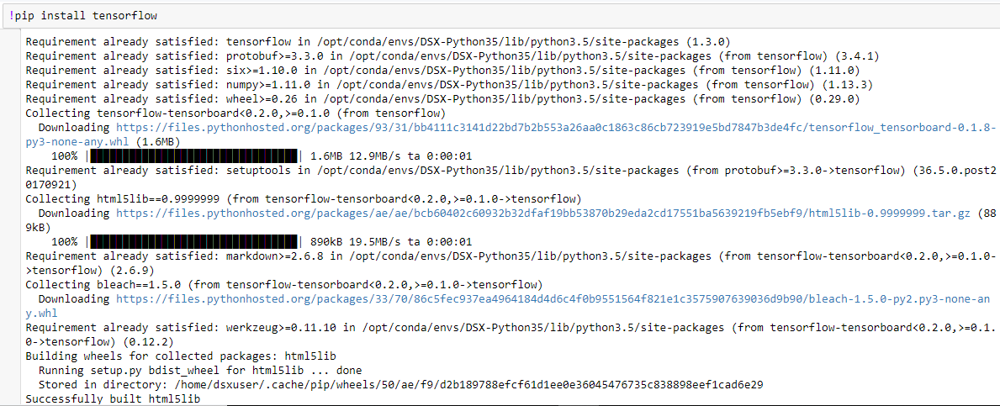 !pip install tensorflow
Requirement already satisfied: tensorflow in /opt/conda/envs/DSX-Python35/lib/python3.5/site-packages (1.3.0)
Requirement already satisfied: protobuf>=3.3.0 in /opt/conda/envs/DSX-Python35/lib/python3.5/site-packages (from tensorflow) (3.4.1)
Requirement already satisfied: six>=1.10.0 in /opt/conda/envs/DSX-Python35/lib/python3.5/site-packages (from tensorflow) (1.11.0)
Requirement already satisfied: numpy>=1.11.0 in /opt/conda/envs/DSX-Python35/lib/python3.5/site-packages (from tensorflow) (1.13.3)
Requirement already satisfied: wheel>=0.26 in /opt/conda/envs/DSX-Python35/lib/python3.5/site-packages (from tensorflow) (0.29.0)
Collecting tensorflow-tensorboard<0.2.0,>=0.1.0 (from tensorflow)
  Downloading https://files.pythonhosted.org/packages/93/31/bb4111c3141d22bd7b2b553a26aa0c1863c86cb723919e5bd7847b3de4fc/tensorflow_tensorboard-0.1.8-
py3-none-any.whl (1.6MB)
    100% |████████████████████████████████| 1.6MB 12.9MB/s ta 0:00:01
Requirement already satisfied: setuptools in /opt/conda/envs/DSX-Python35/lib/python3.5/site-packages (from protobuf>=3.3.0->tensorflow) (36.5.0.post2
0170921)
Collecting html5lib==0.9999999 (from tensorflow-tensorboard<0.2.0,>=0.1.0->tensorflow)
  Downloading https://files.pythonhosted.org/packages/ae/ae/bcb60402c60932b32dfaf19bb53870b29eda2cd17551ba5639219fb5ebf9/html5lib-0.9999999.tar.gz (88
9kB)
    100% |████████████████████████████████| 890kB 19.5MB/s ta 0:00:01
Requirement already satisfied: markdown>=2.6.8 in /opt/conda/envs/DSX-Python35/lib/python3.5/site-packages (from tensorflow-tensorboard<0.2.0,>=0.1.0-
>tensorflow) (2.6.9)
Collecting bleach==1.5.0 (from tensorflow-tensorboard<0.2.0,>=0.1.0->tensorflow)
  Downloading https://files.pythonhosted.org/packages/33/70/86c5fec937ea4964184d4d6c4f0b9551564f821e1c3575907639036d9b90/bleach-1.5.0-py2.py3-none-an
y.whl
Requirement already satisfied: werkzeug>=0.11.10 in /opt/conda/envs/DSX-Python35/lib/python3.5/site-packages (from tensorflow-tensorboard<0.2.0,>=0.1.
0->tensorflow) (0.12.2)
Building wheels for collected packages: html5lib
  Running setup.py bdist_wheel for html5lib ... done
  Stored in directory: /home/dsxuser/.cache/pip/wheels/50/ae/f9/d2b189788efcf61d1ee0e36045476735c838898eef1cad6e29
Successfully built html5lib